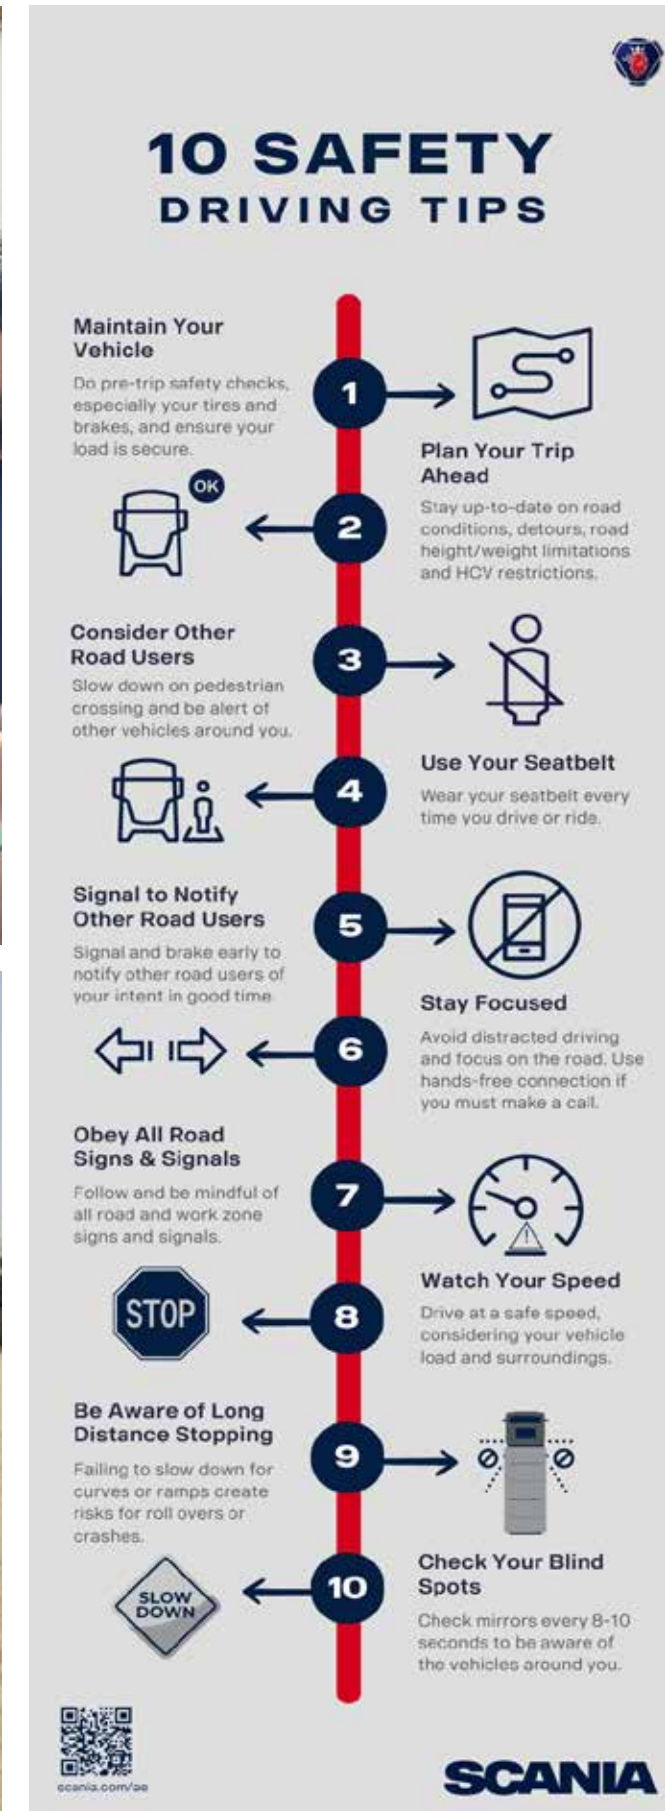 10 SAFETY
DRIVING TIPS
1
Plan Your Trip
Ahead
Stay up-to-date on road
conditions, detours, road
height/weight limitations
and HCV restrictions.
Maintain Your
Vehicle
Do pre-trip safety checks,
especially your tires and
brakes, and ensure your
load is secure.
OK
2
3
Use Your Seatbelt
Wear your seatbelt every
time you drive or ride.
Consider Other
Road Users
Slow down on pedestrian
crossing and be alert of
other vehicles around you.
4
5
Stay Focused
Avoid distracted driving
and focus on the road. Use
hands-free connection if
you must make a call.
Signal to Notify
Other Road Users
Signal and brake early to
notify other road users of
your intent in good time
6
7
Watch Your Speed
Drive at a safe speed,
considering your vehicle
load and surroundings.
Obey All Road
Signs & Signals
Follow and be mindful of
all road and work zone
signs and signals.
STOP
8
9
Check Your Blind
Spots
Check mirrors every 8-10
seconds to be aware of
the vehicles around you.
Be Aware of Long
Distance Stopping
Failing to slow down for
curves or ramps create
risks for roll overs or
crashes.
SLOW
DOWN
10
scania.com/ae
SCANIA